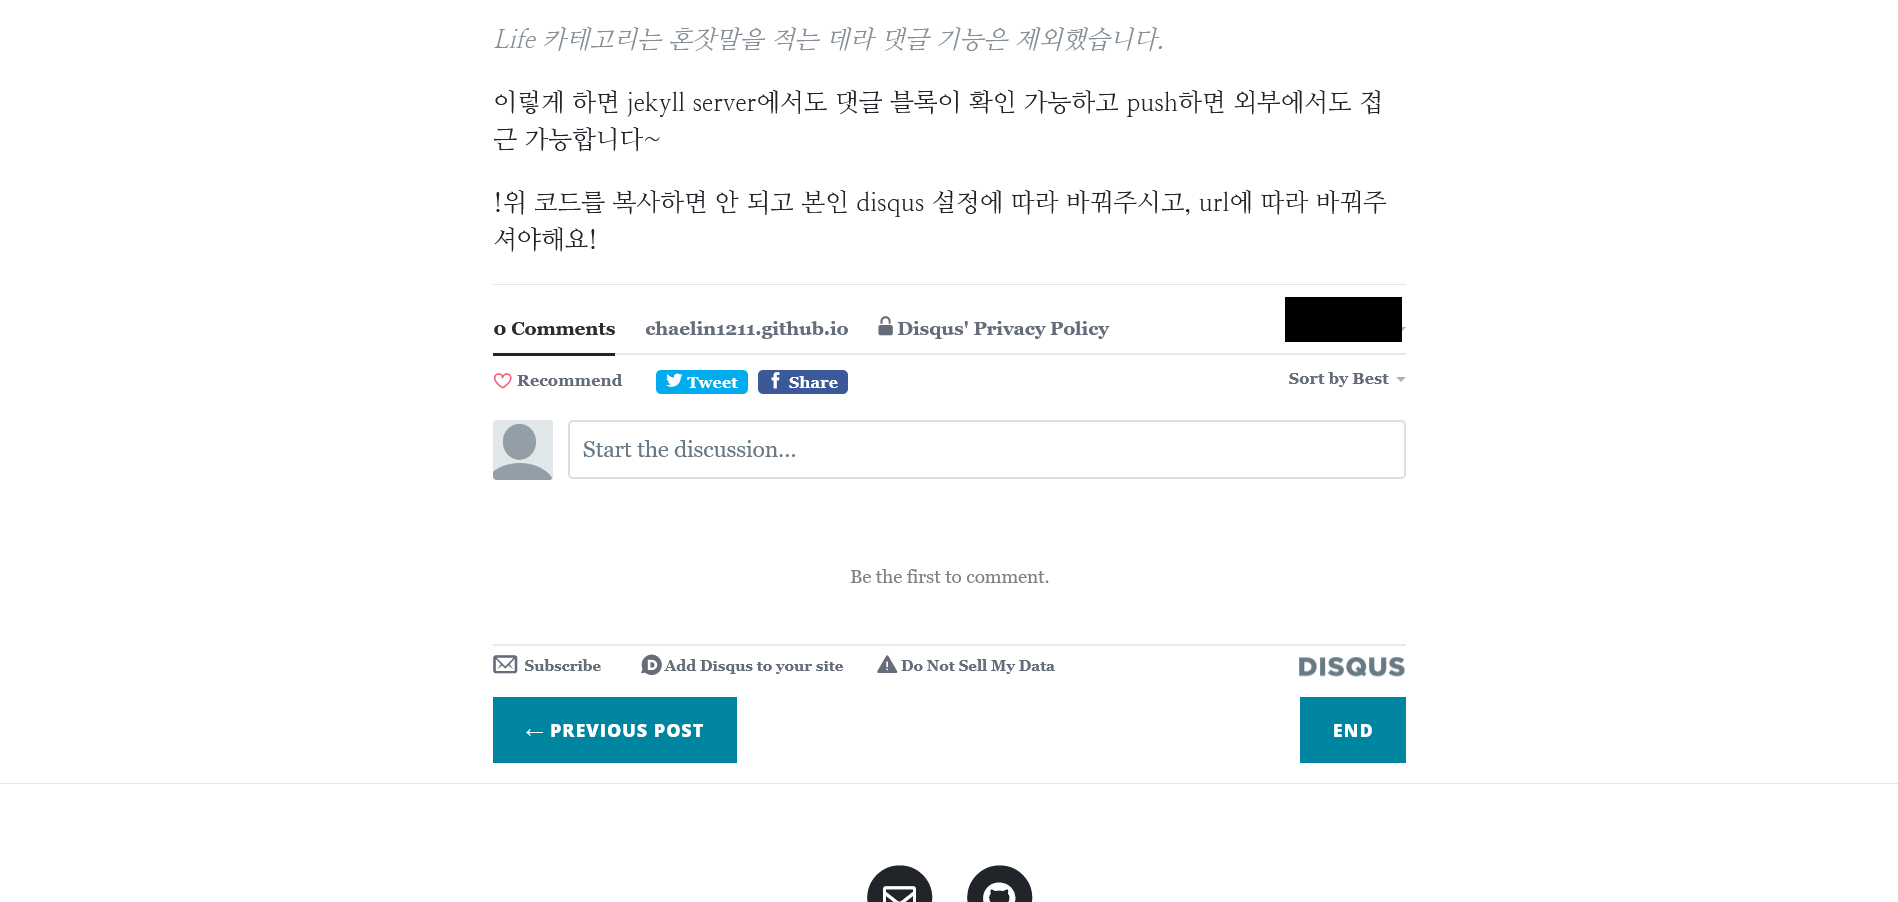 Life 카테고리는 혼잣말을 적는 데라 댓글 기능은 제외했습니다.
이렇게 하면 jekyll server에서도 댓글 블록이 확인 가능하고 push하면 외부에서도 접
근 가능합니다~
!위 코드를 복사하면 안 되고 본인 disqus 설정에 따라 바꿔주시고, url에 따라 바꿔주
셔야해요!
0 Comments chaelin1211.github.io Disqus' Privacy Policy
Recommend Tweet f Share Sort by Best
Start the discussion...
Be the first to comment.
Subscribe D Add Disqus to your site Do Not Sell My Data DISQUS
← PREVIOUS POST END